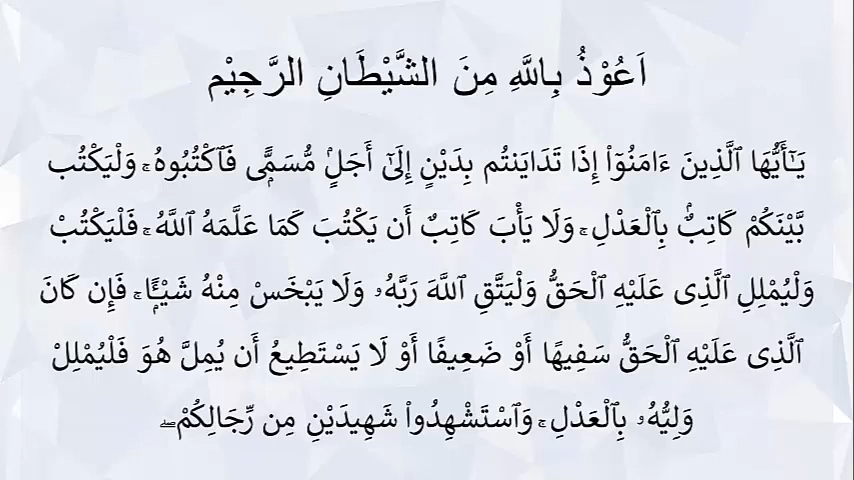 اَعُوْذُ بِاللَّهِ مِنَ الشَّيْطَانِ الرَّجِيْم
يَـٰٓأَيُّهَا ٱلَّذِينَ ءَامَنُوٓا۟ إِذَا تَدَايَنتُم بِدَيْنٍ إِلَىٰٓ أَجَلٍۢ مُّسَمًّۭى فَٱكْتُبُوهُ ۚ وَلْيَكْتُب
بَّيْنَكُمْ كَاتِبٌۢ بِٱلْعَدْلِ ۚ وَلَا يَأْبَ كَاتِبٌ أَن يَكْتُبَ كَمَا عَلَّمَهُ ٱللَّهُ ۚ فَلْيَكْتُبْ
وَلْيُمْلِلِ ٱلَّذِى عَلَيْهِ ٱلْحَقُّ وَلْيَتَّقِ ٱللَّهَ رَبَّهُۥ وَلَا يَبْخَسْ مِنْهُ شَيْـًۭٔا ۚ فَإِن كَانَ
ٱلَّذِى عَلَيْهِ ٱلْحَقُّ سَفِيهًا أَوْ ضَعِيفًا أَوْ لَا يَسْتَطِيعُ أَن يُمِلَّ هُوَ فَلْيُمْلِلْ
وَلِيُّهُۥ بِٱلْعَدْلِ ۚ وَٱسْتَشْهِدُوا۟ شَهِيدَيْنِ مِن رِّجَالِكُمْ ۖ